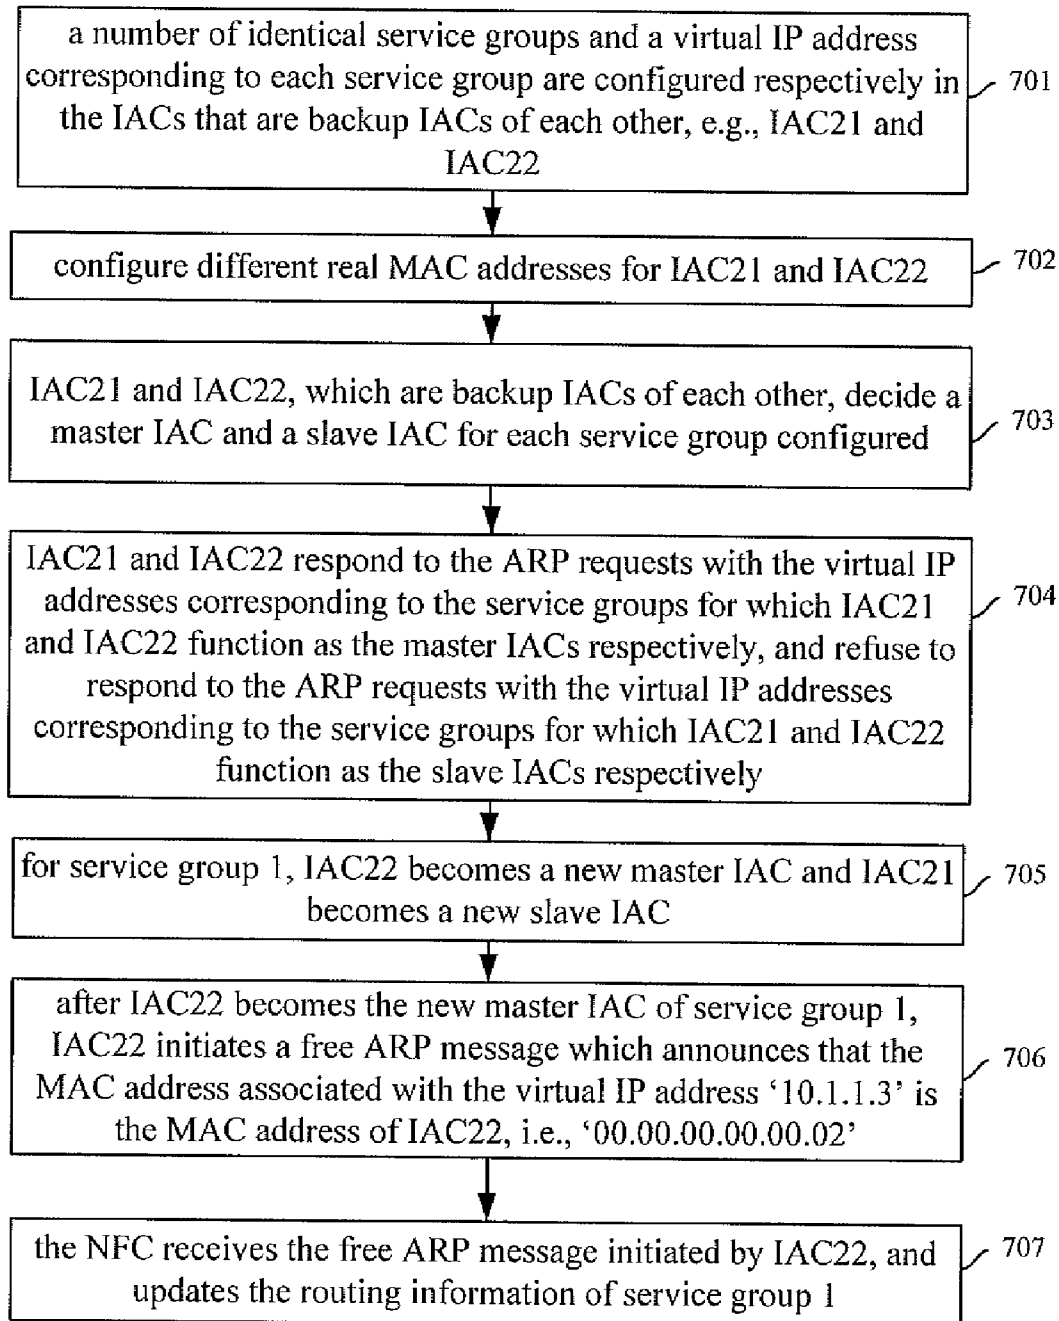 a number of identical service groups and a virtual IP address
corresponding to each service group are configured respectively in
the IACs that are backup IACs of each other, e.g., IAC21 and
IAC22
701
configure different real MAC addresses for IAC21 and IAC22
702
IAC21 and IAC22, which are backup IACs of each other, decide a
master IAC and a slave IAC for each service group configured
703
IAC21 and IAC22 respond to the ARP requests with the virtual IP
addresses corresponding to the service groups for which IAC21
and IAC22 function as the master IACs respectively, and refuse to
respond to the ARP requests with the virtual IP addresses
corresponding to the service groups for which IAC21 and IAC22
function as the slave IACs respectively
704
for service group 1, IAC22 becomes a new master IAC and IAC21
becomes a new slave IAC
705
after IAC22 becomes the new master IAC of service group 1,
IAC22 initiates a free ARP message which announces that the
MAC address associated with the virtual IP address ‘10.1.1.3’ is
the MAC address of IAC22, i.e., ‘00.00.00.00.00.02’
706
the NFC receives the free ARP message initiated by IAC22, and
updates the routing information of service group 1
707